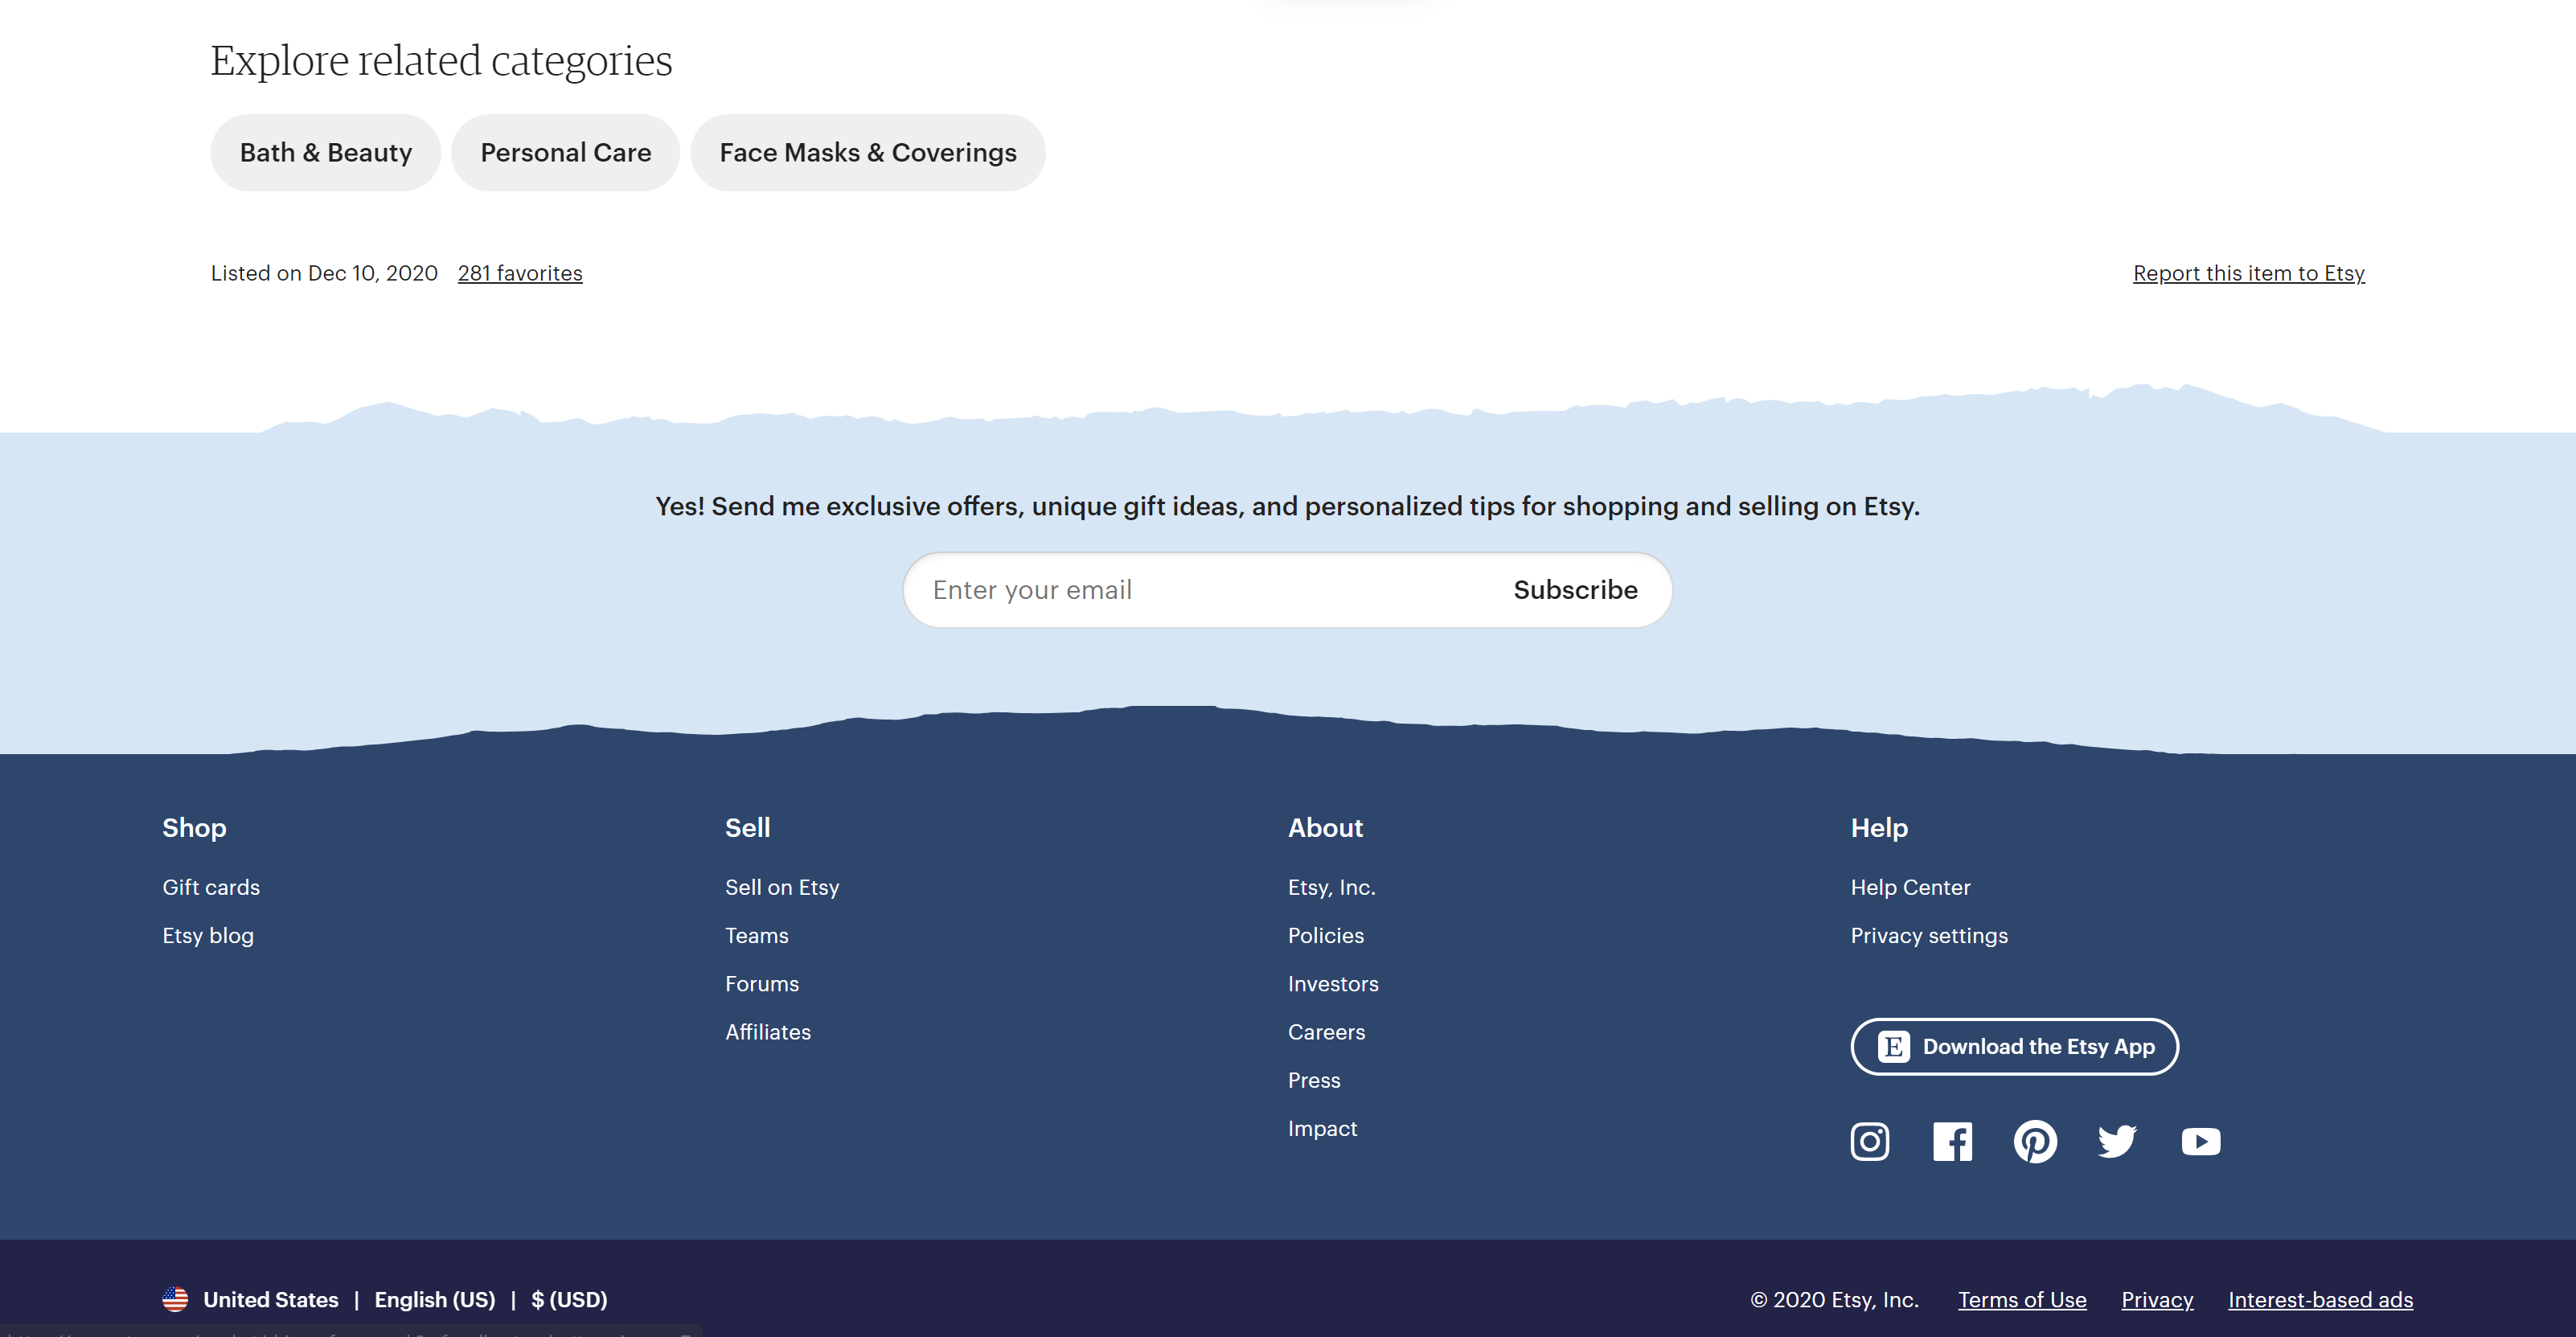 Explore related categories
Bath & Beauty
Personal Care
Face Masks & Coverings
Listed on Dec 10, 2020 281 favorites
Report this item to Etsy
Yes! Send me exclusive offers, unique gift ideas, and personalized tips for shopping and selling on Etsy.
Enter your email
Subscribe
Shop
Gift cards
Etsy blog
Sell
Sell on Etsy
Teams
Forums
Affiliates
About
Etsy, Inc.
Policies
Investors
Careers
Press
Impact
Help
Help Center
Privacy settings
E Download the Etsy App
United States | English (US) | $ (USD)
© 2020 Etsy, Inc. Terms of Use Privacy Interest-based ads